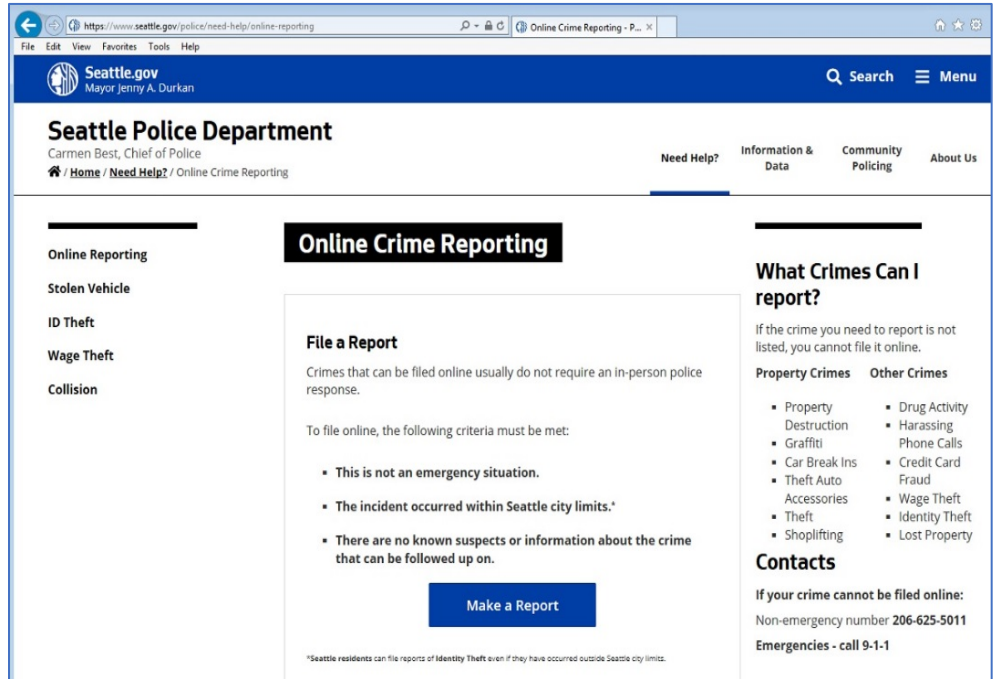 https://www.seattle.gov/police/need-help/online-reporting
Online Crime Reporting - P...
File Edit View Favorites Tools Help
Seattle.gov
Mayor Jenny A. Durkan
Search
Menu
Seattle Police Department
Carmen Best, Chief of Police
/ Home / Need Help? / Online Crime Reporting
Need Help?
Information &
Data
Community
Policing
About Us
Online Reporting
Stolen Vehicle
ID Theft
Wage Theft
Collision
Online Crime Reporting
File a Report
Crimes that can be filed online usually do not require an in-person police
response.
To file online, the following criteria must be met:
▪ This is not an emergency situation.
▪ The incident occurred within Seattle city limits.*
▪ There are no known suspects or information about the crime
that can be followed up on.
Make a Report
*Seattle residents can file reports of Identity Theft even if they have occurred outside Seattle city limits.
What Crimes Can I
report?
If the crime you need to report is not
listed, you cannot file it online.
Property Crimes
▪ Property
Destruction
▪ Graffiti
▪ Car Break Ins
▪ Theft Auto
Accessories
▪ Theft
▪ Shoplifting
Other Crimes
▪ Drug Activity
▪ Harassing
Phone Calls
▪ Credit Card
Fraud
▪ Wage Theft
▪ Identity Theft
▪ Lost Property
Contacts
If your crime cannot be filed online:
Non-emergency number 206-625-5011
Emergencies - call 9-1-1